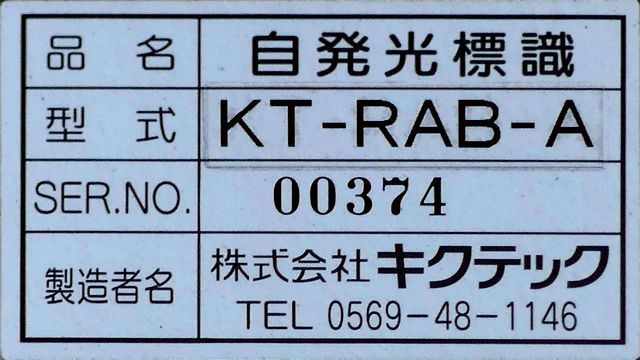 品名 自発光標識
型式 KT-RAB-A
SER.NO. 00374
製造者名 株式会社キクテック
TEL 0569-48-1146